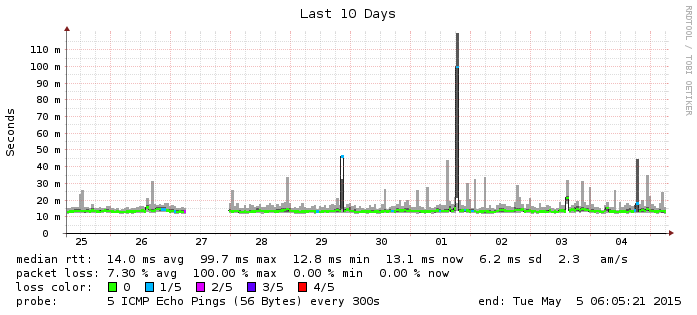 Last 10 Days
RRDTOOL / TOBI OETIKER
Seconds
110 m
100 m
90 m
80 m
70 m
60 m
50 m
40 m
30 m
20 m
10 m
0
25 26 27 28 29 30 01 02 03 04
median rtt: 14.0 ms avg 99.7 ms max 12.8 ms min 13.1 ms now 6.2 ms sd 2.3 am/s
packet loss: 7.30 % avg 100.00 % max 0.00 % min 0.00 % now
loss color: 0 1/5 2/5 3/5 4/5
probe: 5 ICMP Echo Pings (56 Bytes) every 300s end: Tue May 5 06:05:21 2015